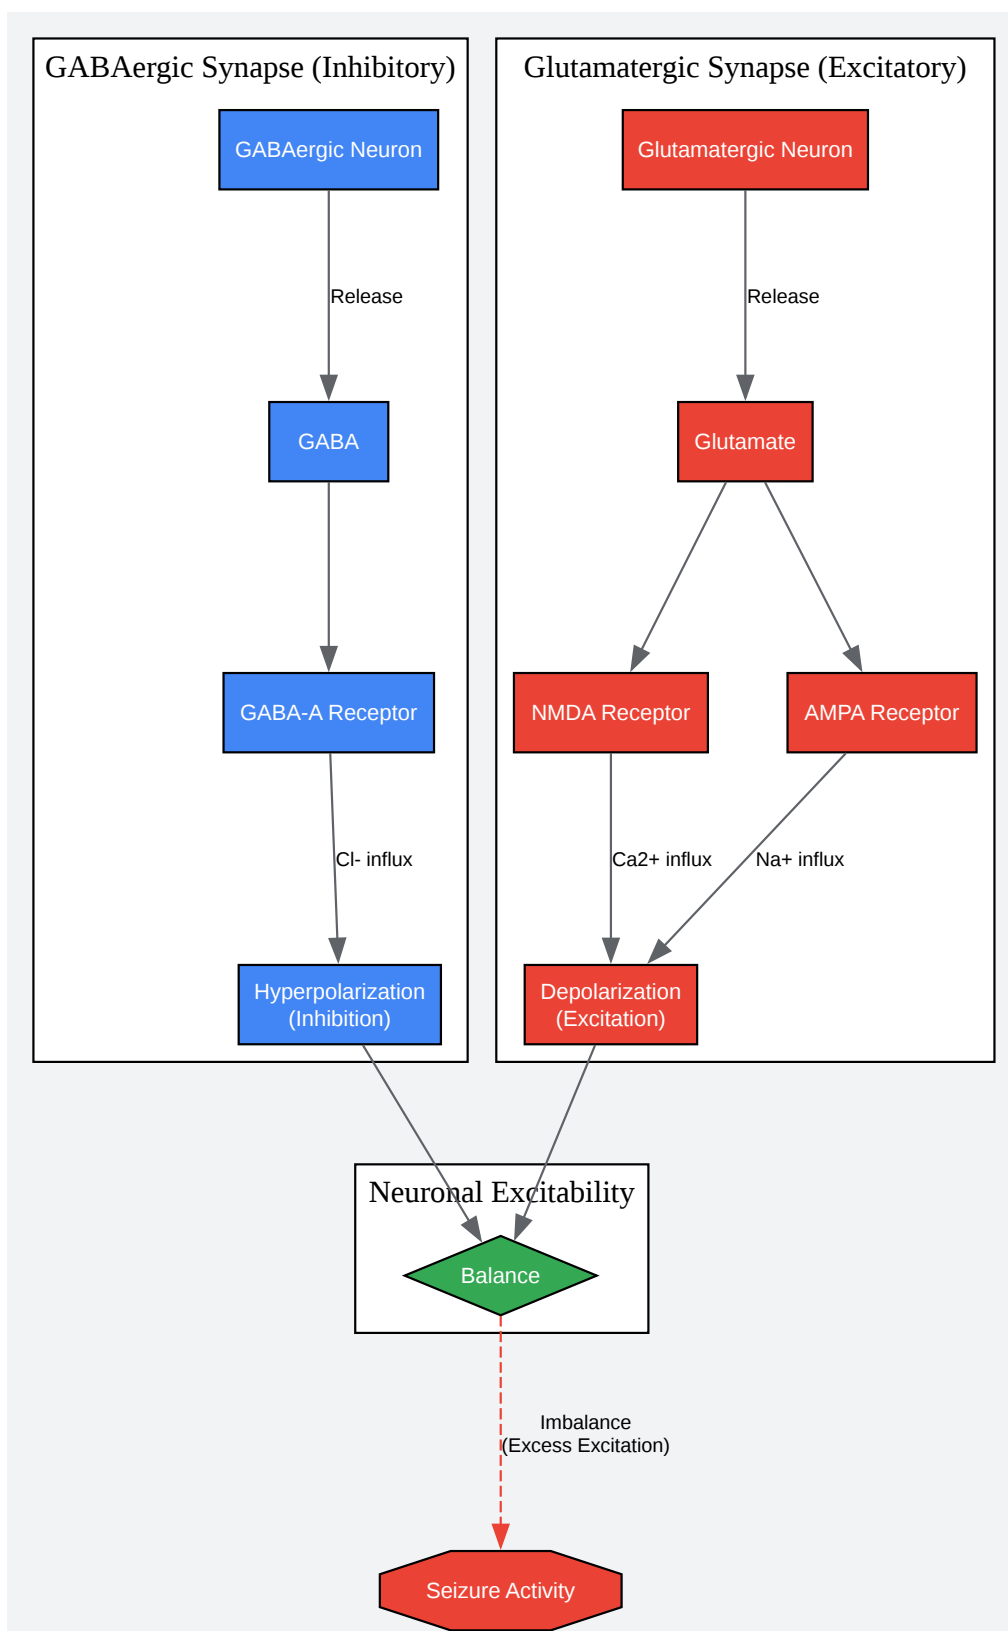 GABAergic Synapse (Inhibitory)
GABAergic Neuron
Release
GABA
GABA-A Receptor
Cl- influx
Hyperpolarization
(Inhibition)
Glutamatergic Synapse (Excitatory)
Glutamatergic Neuron
Release
Glutamate
NMDA Receptor
AMPA Receptor
Ca2+ influx
Na+ influx
Depolarization
(Excitation)
Neuronal Excitability
Balance
Imbalance
(Excess Excitation)
Seizure Activity